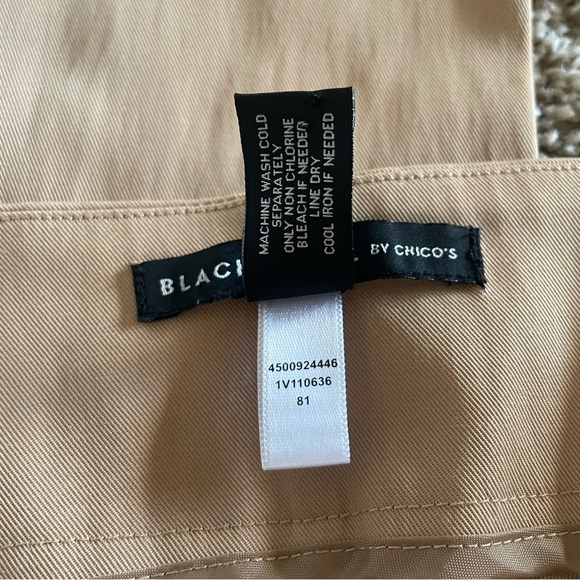 MACHINE WASH COLD
SEPARATELY
ONLY NON CHLORINE
BLEACH IF NEEDED
LINE DRY
COOL IRON IF NEEDED
BLAC BY CHICO'S
4500924446
1V110636
81